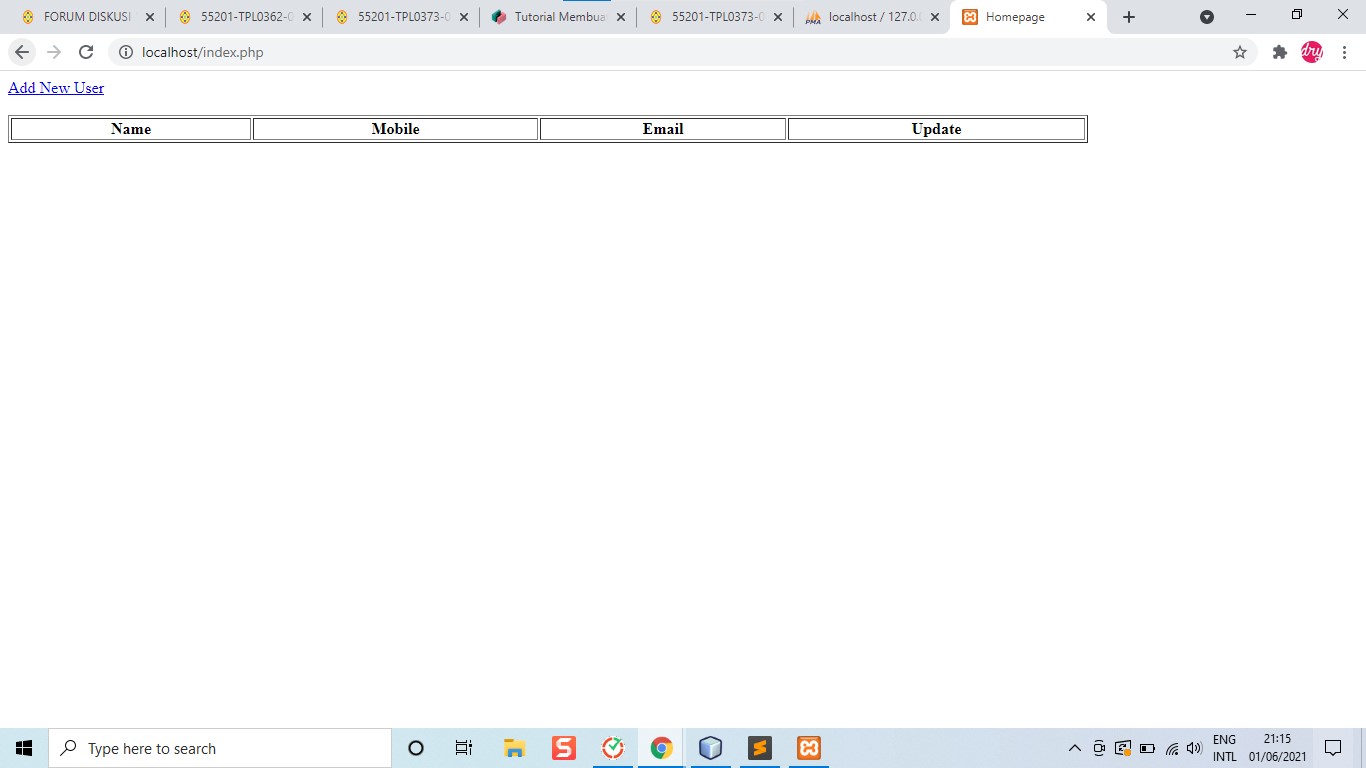 FORUM DISKUSI
55201-TPL0362-0
55201-TPL0373-0
Tutorial Membua
55201-TPL0373-0
PMA
localhost / 127.0.
Homepage
localhost/index.php
dry
Add New User
Name Mobile Email Update
Type here to search
S
ENG
INTL
21:15
01/06/2021